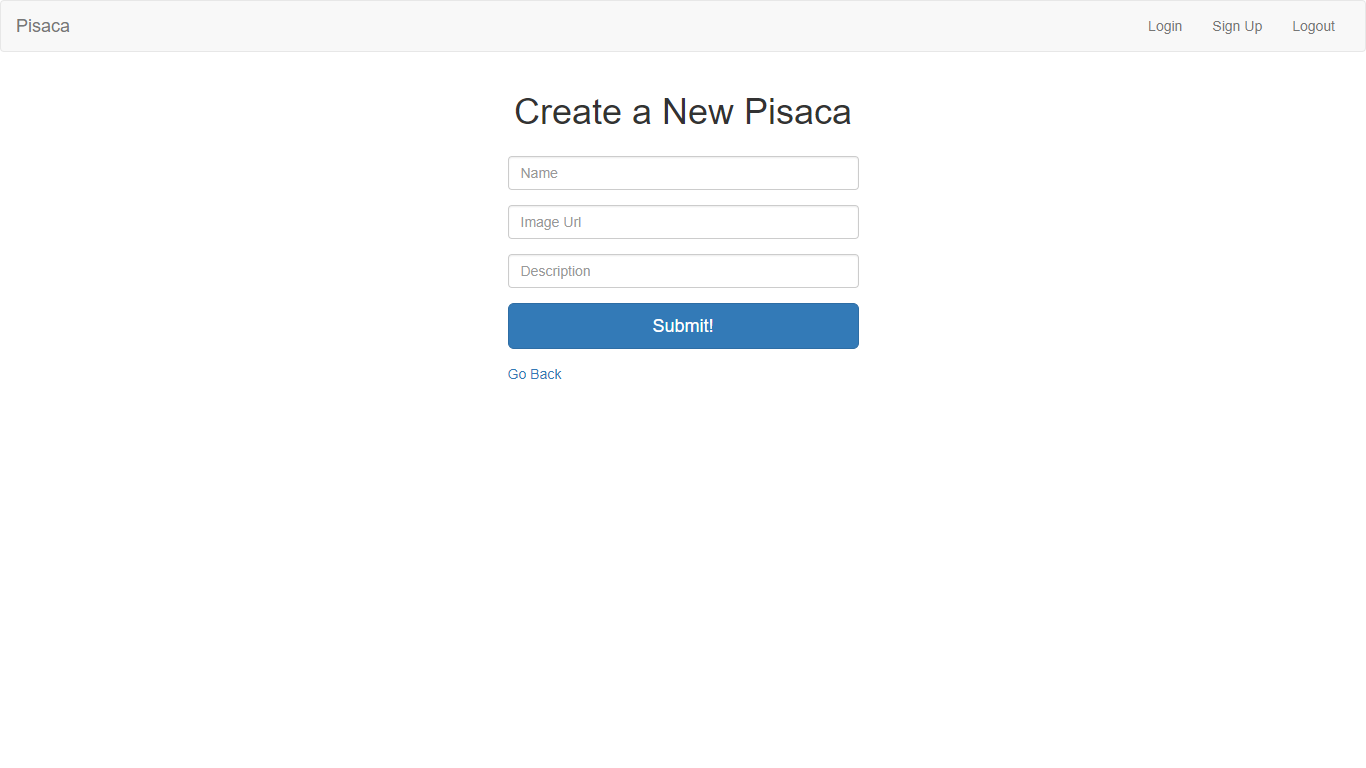 Pisaca Login Sign Up Logout
Create a New Pisaca
Name
Image Url
Description
Submit!
Go Back